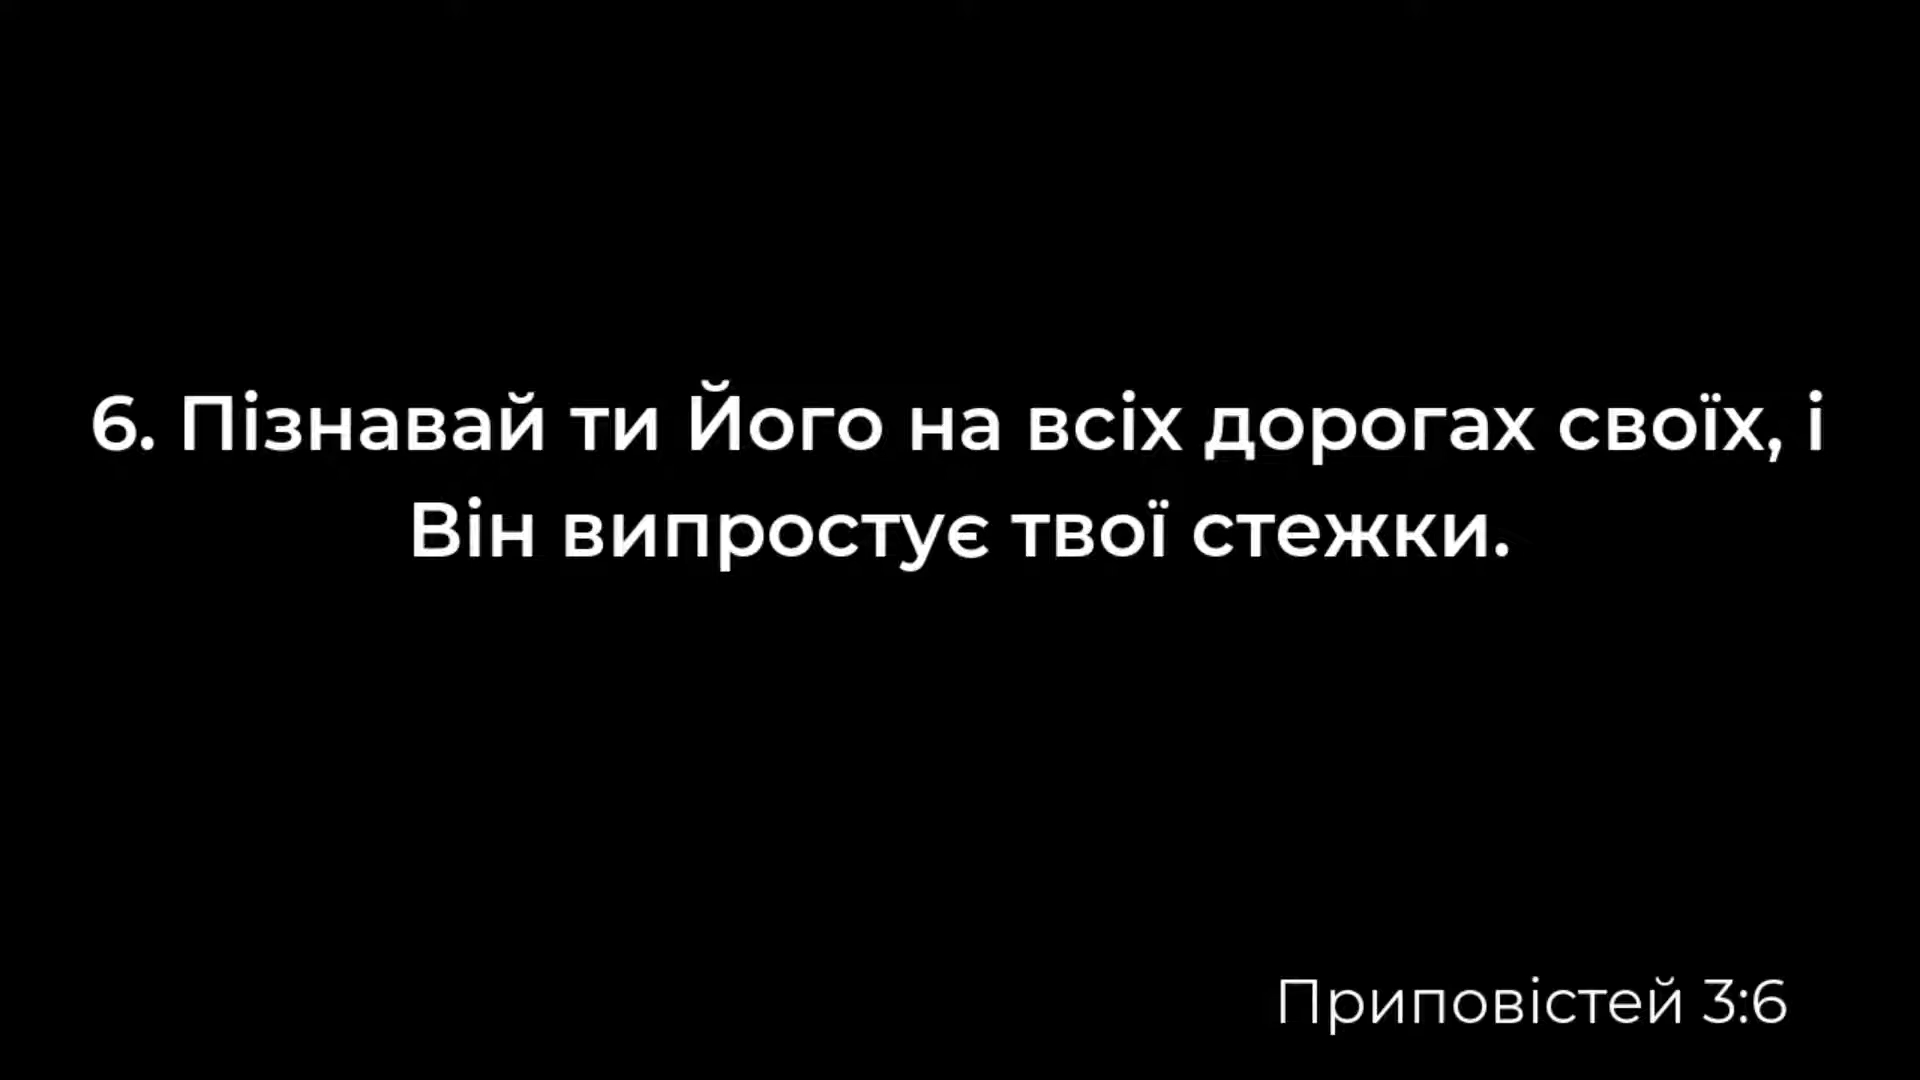 6. Пізнавай ти Його на всіх дорогах своїх, і
Він випростує твої стежки.
Приповістей 3:6